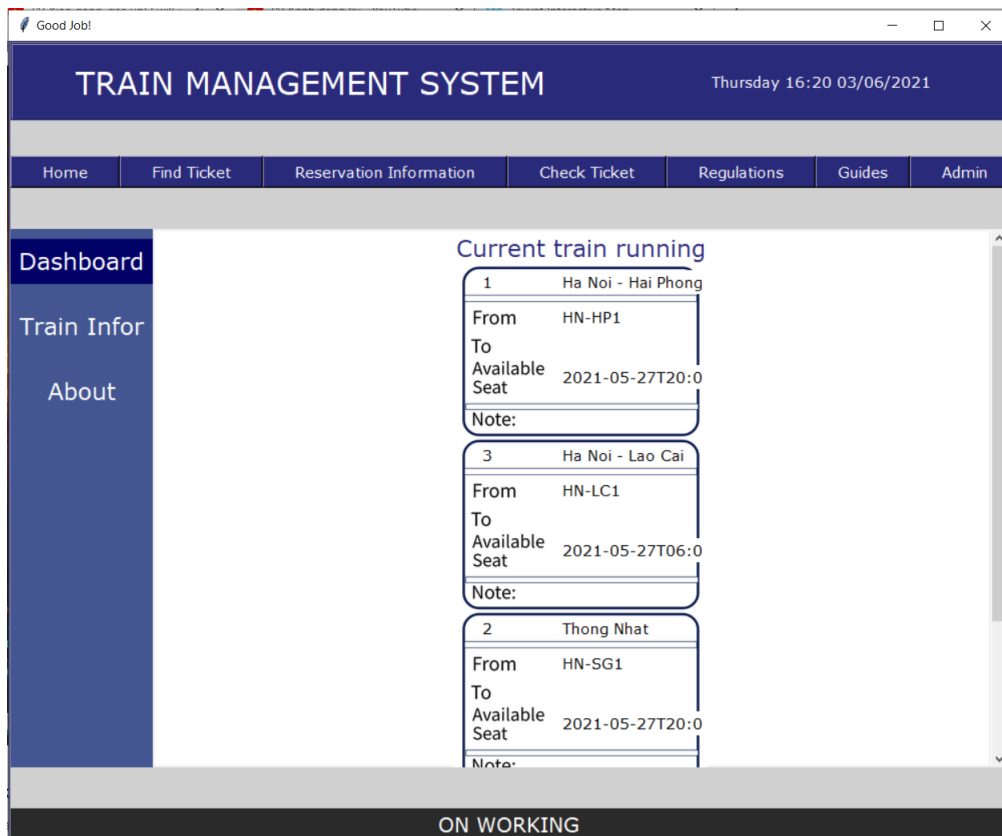 Good Job!
TRAIN MANAGEMENT SYSTEM
Thursday 16:20 03/06/2021
Home Find Ticket Reservation Information Check Ticket Regulations Guides Admin
Dashboard
Train Infor
About
Current train running
1 Ha Noi - Hai Phong
From HN-HP1
To
Available
Seat 2021-05-27T20:0
Note:
3 Ha Noi - Lao Cai
From HN-LC1
To
Available
Seat 2021-05-27T06:0
Note:
2 Thong Nhat
From HN-SG1
To
Available
Seat 2021-05-27T20:0
Note:
ON WORKING